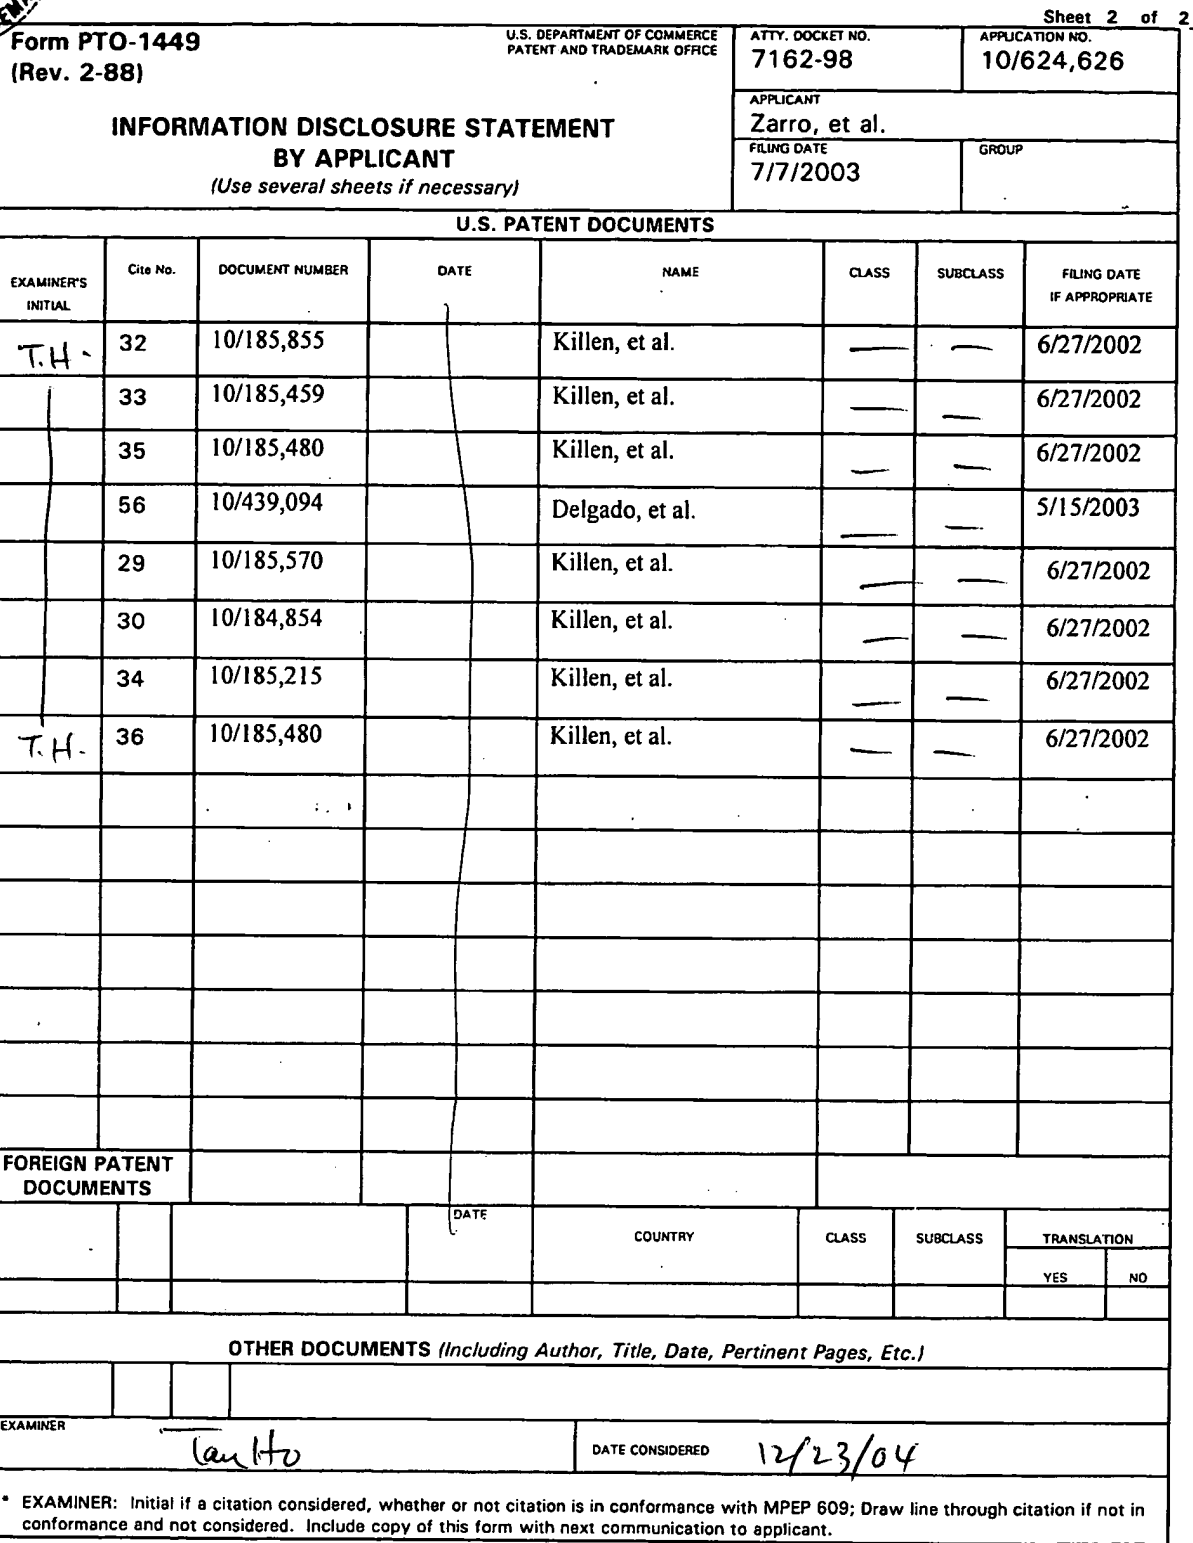 Sheet 2 of 2
Form PTO-1449
(Rev. 2-88)
U.S. DEPARTMENT OF COMMERCE
PATENT AND TRADEMARK OFFICE
ATTY. DOCKET NO.
7162-98
APPLICATION NO.
10/624,626
INFORMATION DISCLOSURE STATEMENT
BY APPLICANT
(Use several sheets if necessary)
APPLICANT
Zarro, et al.
FILING DATE
7/7/2003
GROUP
U.S. PATENT DOCUMENTS
EXAMINER'S INITIAL Cite No. DOCUMENT NUMBER DATE NAME CLASS SUBCLASS FILING DATE IF APPROPRIATE
T.H. 32 10/185,855 Killen, et al. — — 6/27/2002
33 10/185,459 Killen, et al. — — 6/27/2002
35 10/185,480 Killen, et al. — — 6/27/2002
56 10/439,094 Delgado, et al. — — 5/15/2003
29 10/185,570 Killen, et al. — — 6/27/2002
30 10/184,854 Killen, et al. — — 6/27/2002
34 10/185,215 Killen, et al. — — 6/27/2002
T.H. 36 10/185,480 Killen, et al. — — 6/27/2002
FOREIGN PATENT
DOCUMENTS
DATE COUNTRY CLASS SUBCLASS TRANSLATION
YES NO
OTHER DOCUMENTS (Including Author, Title, Date, Pertinent Pages, Etc.)
EXAMINER Tan Ho DATE CONSIDERED 12/23/04
* EXAMINER: Initial if a citation considered, whether or not citation is in conformance with MPEP 609; Draw line through citation if not in
conformance and not considered. Include copy of this form with next communication to applicant.